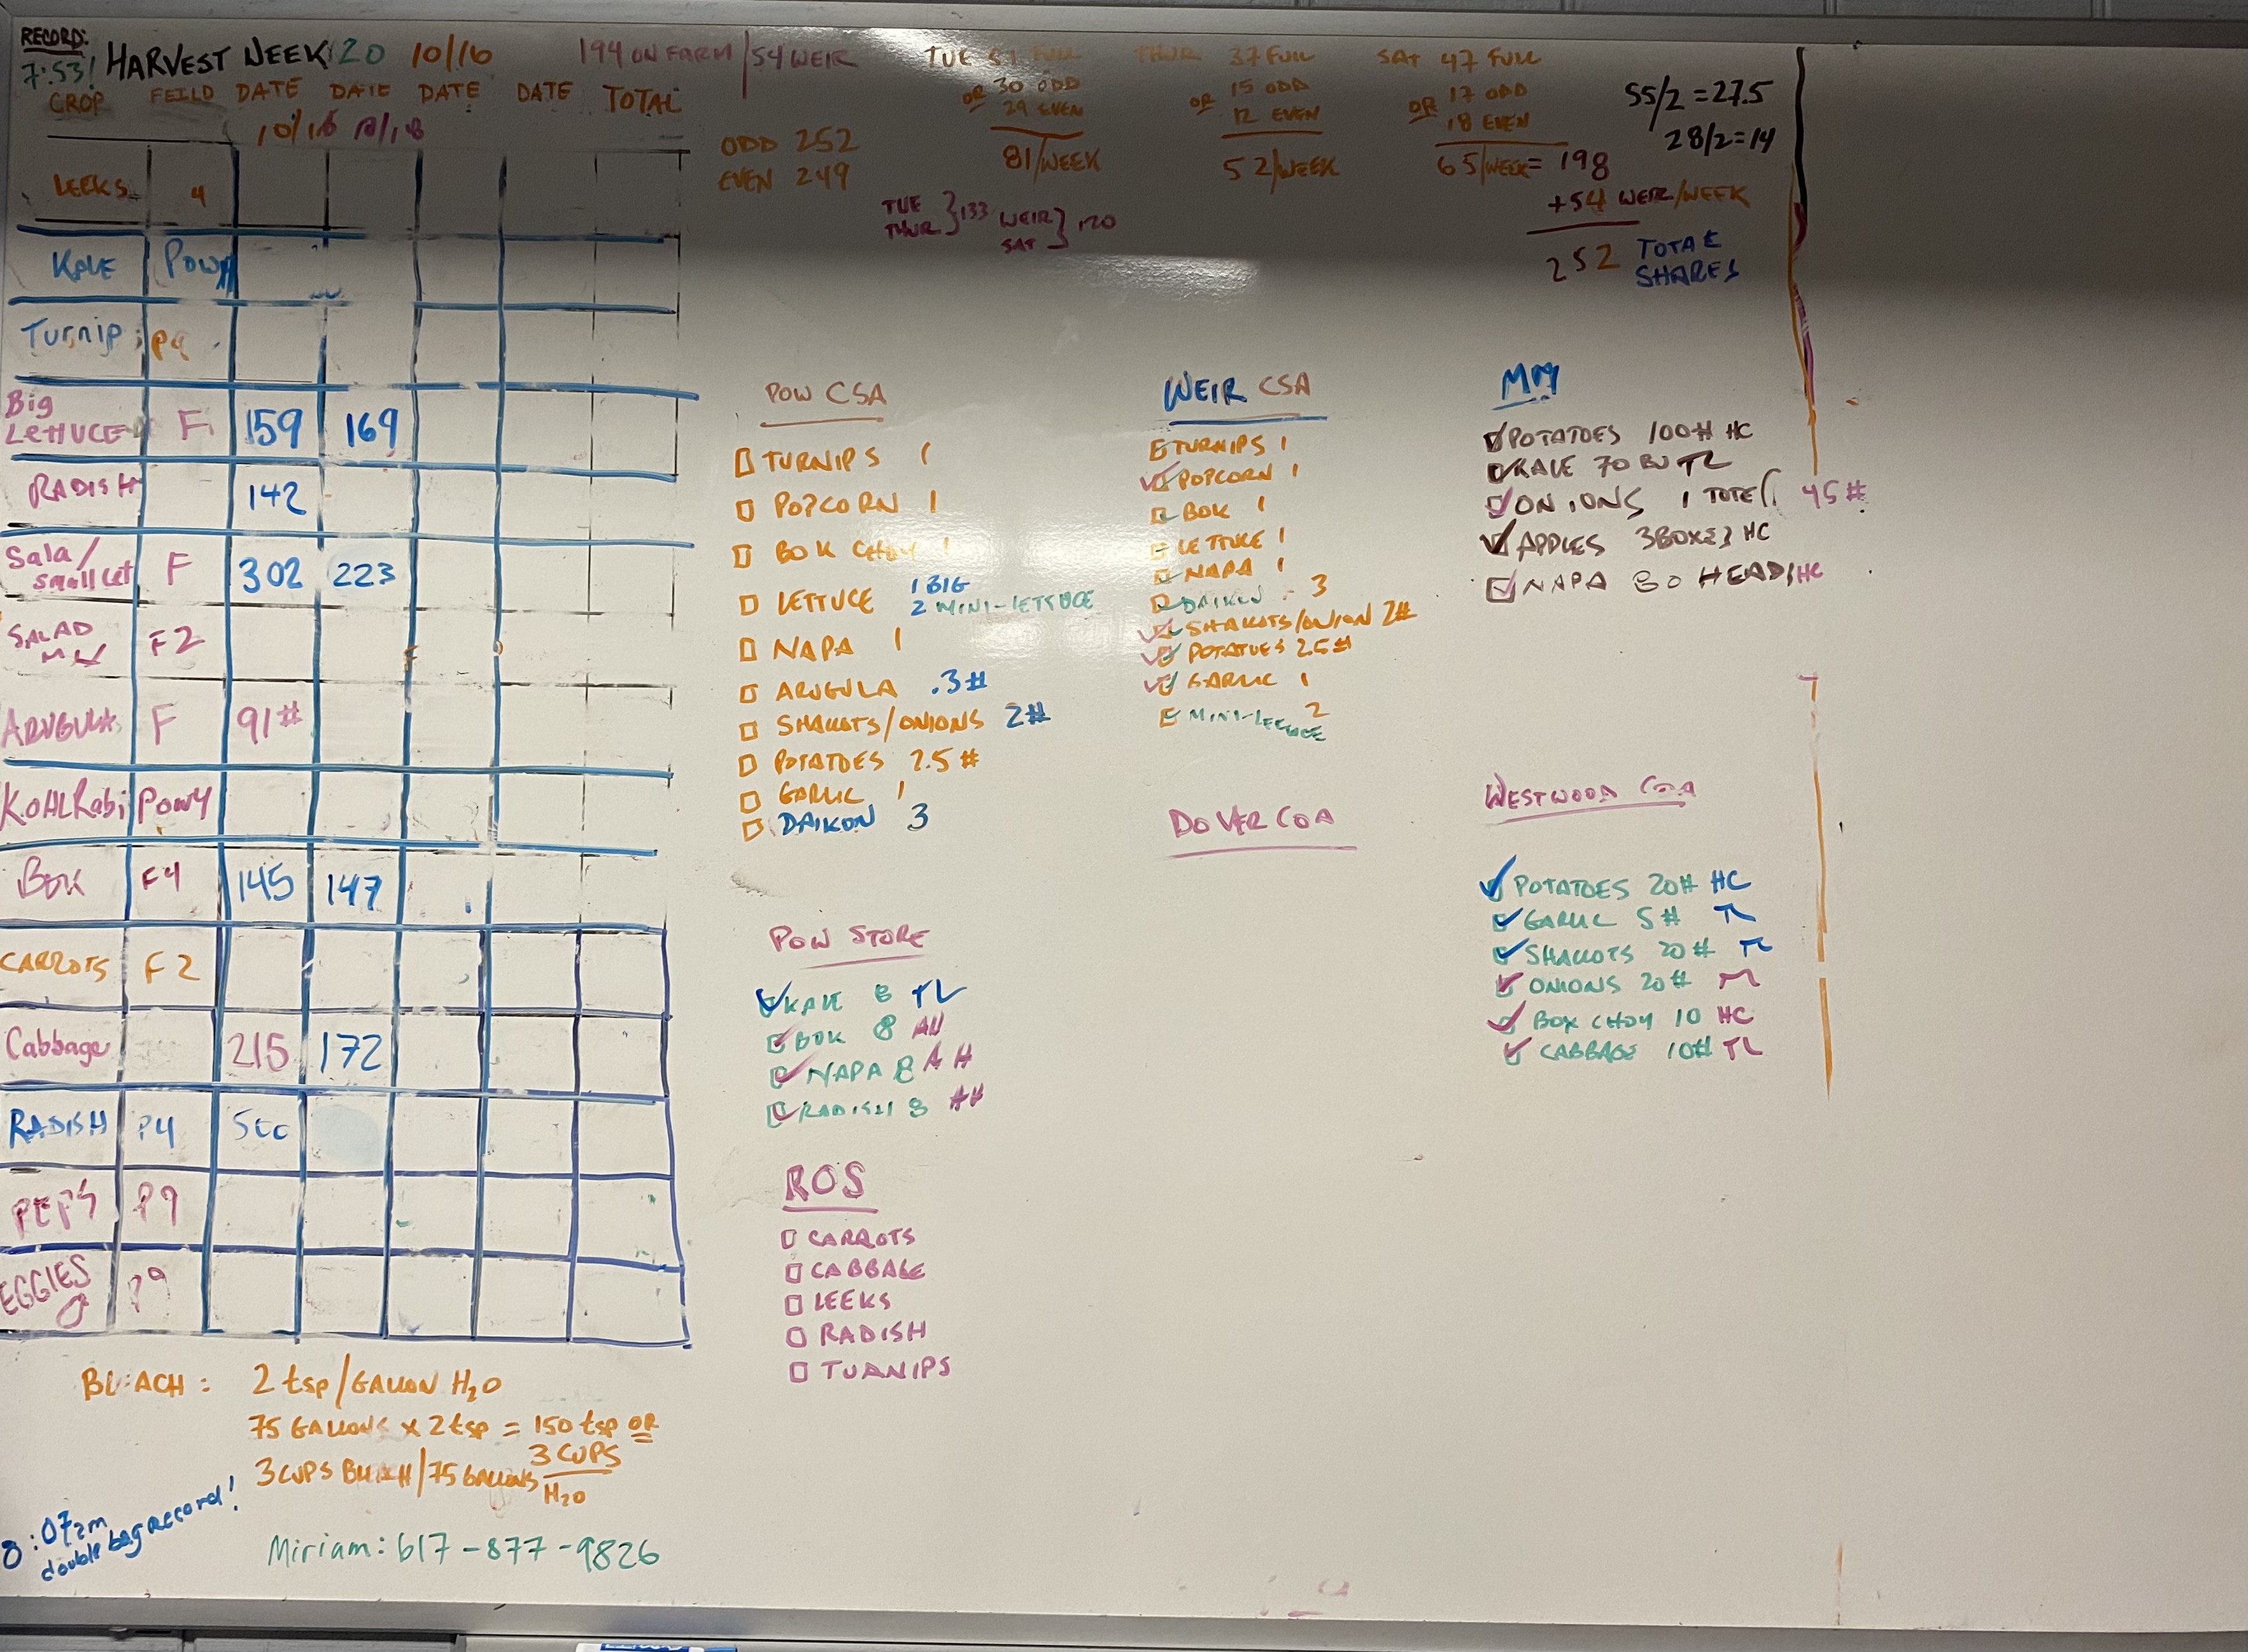 RECORD:
7:53!
HARVEST WEEK 20 10/16 194 ON FARM / 54 WEIR
CROP FEILD DATE DATE DATE DATE TOTAL
10/16 10/18
LEEKS 4
KALE POW
Turnip P4
Big Lettuce F 159 169
RADISH 142
Sala/ small Let F 302 223
SALAD MIX F2
ARUGULA F 91#
KOHLRabi Pow4
BOK F4 145 147
CARROTS F2
Cabbage 215 172
RADISH P4 500
PEPS P9
EGGIES P9
BLEACH: 2 tsp/GALLON H2O
75 GALLONS x 2 tsp = 150 tsp OR
3 CUPS
3 CUPS BLEACH/75 GALLONS H2O
8:07am
double bag record!
Miriam: 617-877-9826
ODD 252
EVEN 249
TUE 51 FULL
OR 30 ODD
29 EVEN
81/WEEK
THUR 37 FULL
OR 15 ODD
12 EVEN
52/WEEK
SAT 47 FULL
OR 17 ODD
18 EVEN
65/WEEK = 198
+54 WEIR/WEEK
252 TOTAL SHARES
55/2 = 27.5
28/2 = 14
TUE
THUR } 133
WEIR
SAT } 120
POW CSA
TURNIPS 1
POPCORN 1
BOK CHOY 1
LETTUCE 1 BIG
2 MINI-LETTUCE
NAPA 1
ARUGULA .3#
SHALLOTS/ONIONS 2#
POTATOES 2.5#
GARLIC 1
DAIKON 3
WEIR CSA
TURNIPS 1
POPCORN 1
BOK 1
LETTUCE 1
NAPA 1
DAIKON - 3
SHALLOTS/ONION 2#
POTATOES 2.5#
GARLIC 1
MINI-LETTUCE 2
MM
POTATOES 100# HC
KALE 70 BU TL
ONIONS 1 TOTE 45#
APPLES 3 BOXES HC
NAPA 30 HEADS HC
DOVER COA
WESTWOOD COA
POTATOES 20# HC
GARLIC 5# TL
SHALLOTS 20# TL
ONIONS 20# TL
BOX CHOY 10 HC
CABBAGE 10# TL
POW STORE
KALE 8 TL
BOK 8 AH
NAPA 8 AH
RADISH 8 AH
ROS
CARROTS
CABBAGE
LEEKS
RADISH
TURNIPS